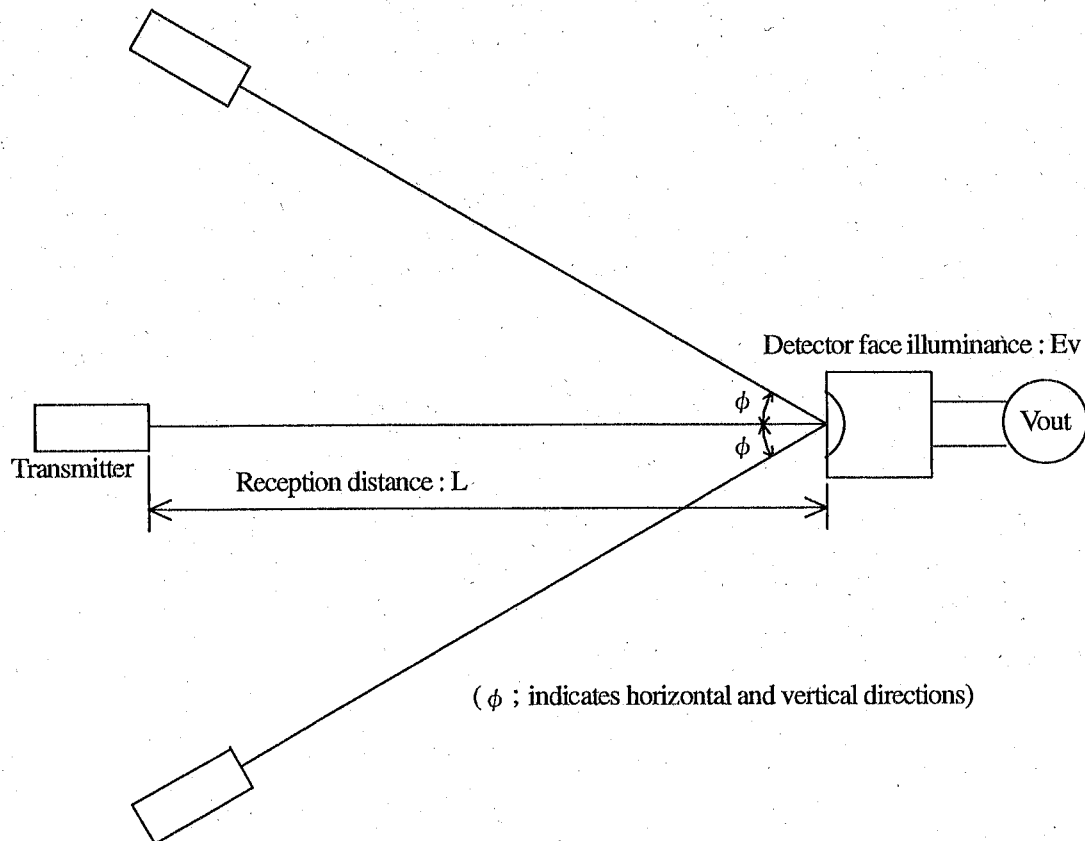 Detector face illuminance : Ev
ϕ
Vout
ϕ
Transmitter
Reception distance : L
( ϕ ; indicates horizontal and vertical directions)